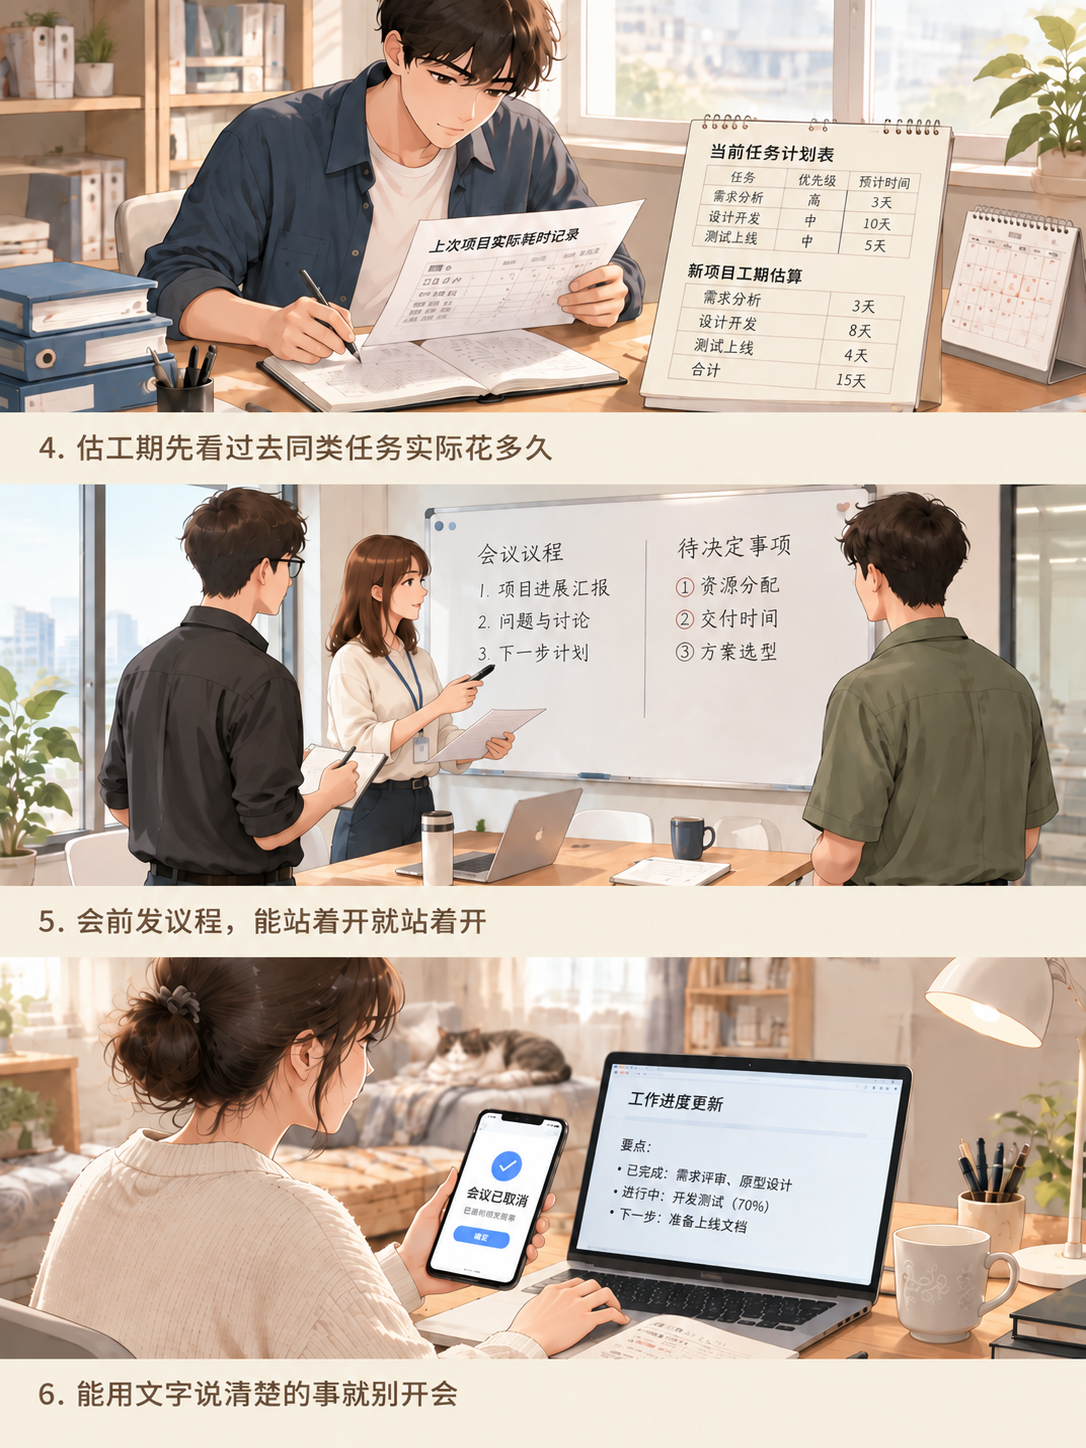 上次项目实际耗时记录
当前任务计划表
任务 优先级 预计时间
需求分析 高 3天
设计开发 中 10天
测试上线 中 5天
新项目工期估算
需求分析 3天
设计开发 8天
测试上线 4天
合计 15天
4. 估工期先看过去同类任务实际花多久
会议议程
1. 项目进展汇报
2. 问题与讨论
3. 下一步计划
待决定事项
① 资源分配
② 交付时间
③ 方案选型
5. 会前发议程，能站着开就站着开
会议已取消
确定
工作进度更新
要点：
• 已完成：需求评审、原型设计
• 进行中：开发测试（70%）
• 下一步：准备上线文档
6. 能用文字说清楚的事就别开会